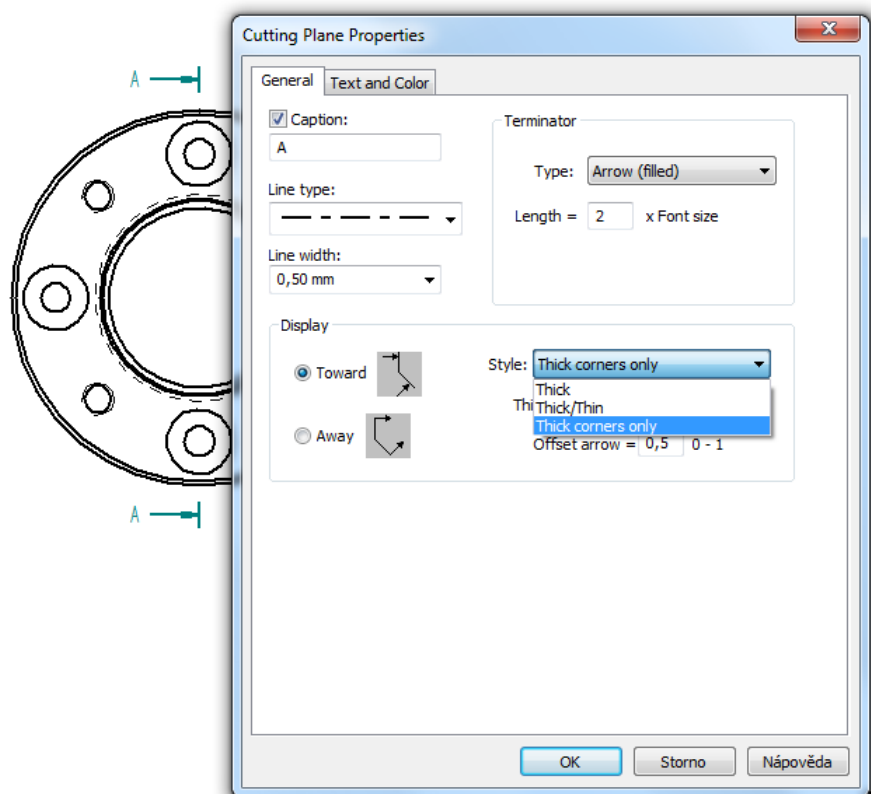 Cutting Plane Properties
A
General
Text and Color
Caption:
A
Terminator
Type: Arrow (filled)
Length = 2 x Font size
Line type:
Line width:
0,50 mm
Display
Toward
Away
Style: Thick corners only
Thick
Thick/Thin
Thick corners only
Offset arrow = 0,5 0 - 1
A
OK
Storno
Nápověda